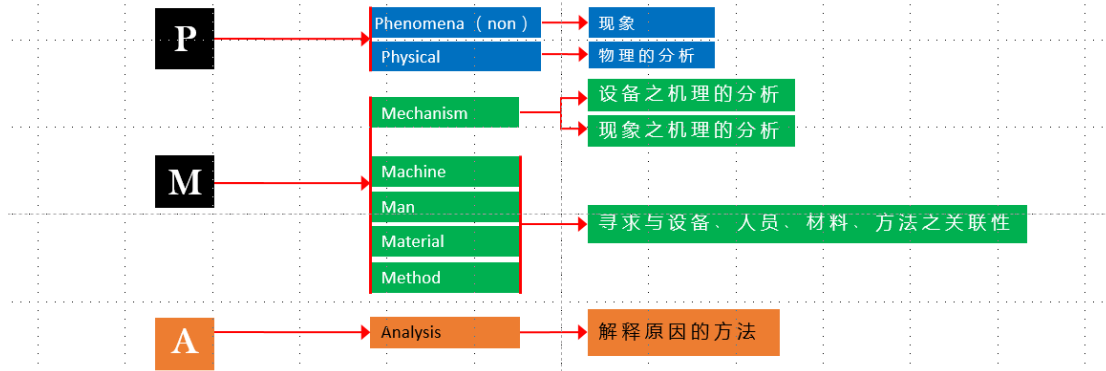 P
Phenomena （non）
现象
Physical
物理的分析
Mechanism
设备之机理的分析
现象之机理的分析
M
Machine
Man
Material
Method
寻求与设备、人员、材料、方法之关联性
A
Analysis
解释原因的方法